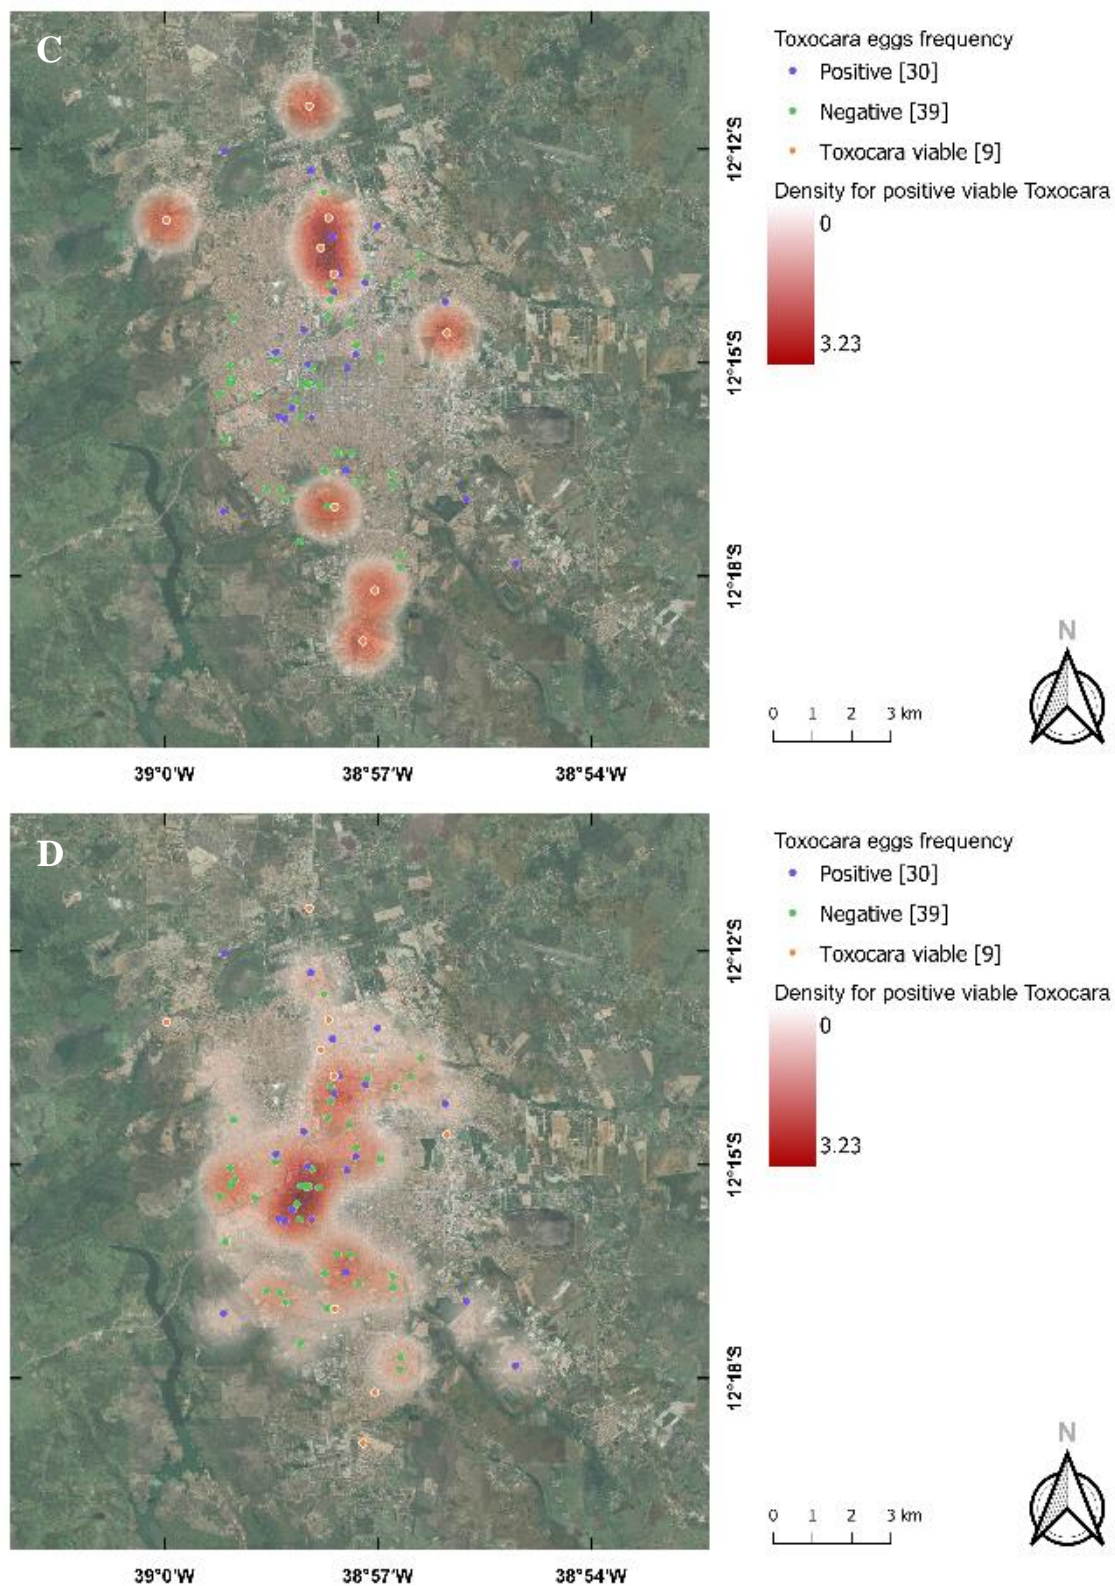 C
Toxocara eggs frequency
Positive [30]
Negative [39]
Toxocara viable [9]
Density for positive viable Toxocara
0
3.23
12°12'S
12°15'S
12°18'S
N
0 1 2 3 km
39°0'W 38°57'W 38°54'W
D
Toxocara eggs frequency
Positive [30]
Negative [39]
Toxocara viable [9]
Density for positive viable Toxocara
0
3.23
12°12'S
12°15'S
12°18'S
N
0 1 2 3 km
39°0'W 38°57'W 38°54'W